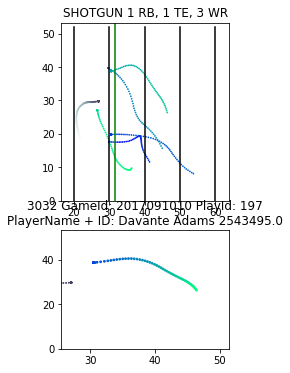 SHOTGUN 1 RB, 1 TE, 3 WR
50
40
30
20
10
0
20 30 40 50 60
3032 GameId: 2017091010 PlayId: 197
PlayerName + ID: Davante Adams 2543495.0
40
20
0
30 40 50